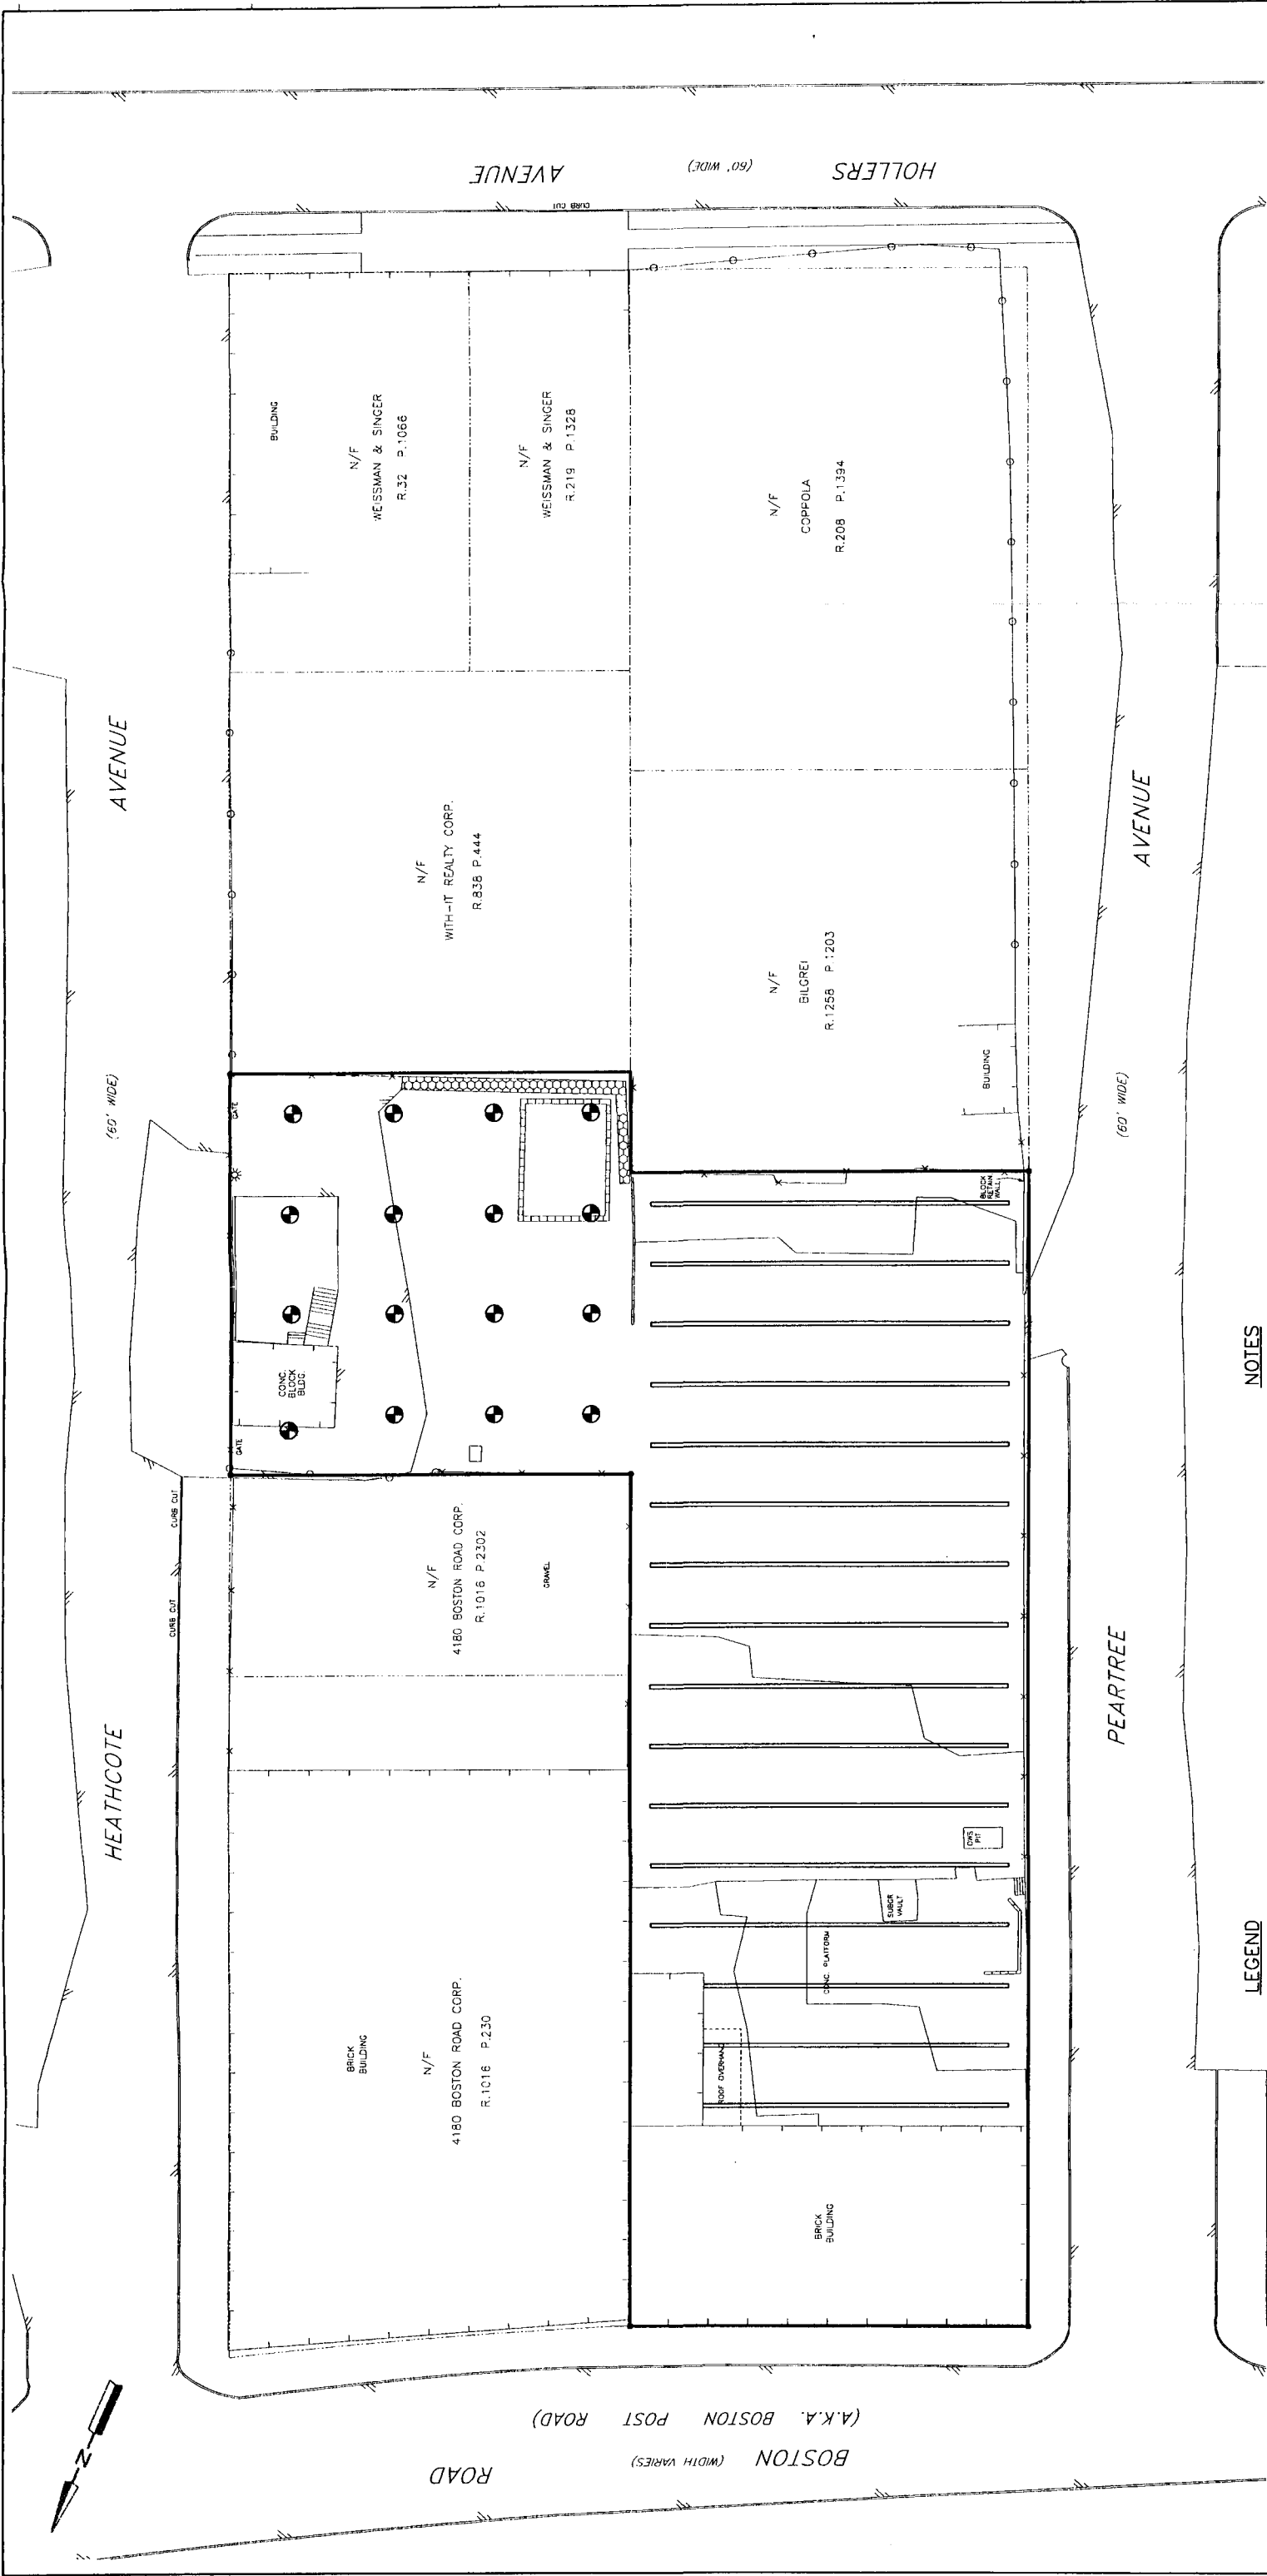 HOLLERS
(60' WIDE)
AVENUE
CURB CUT
BUILDING
N/F
WEISSMAN & SINGER
R.32 P.1066
N/F
WEISSMAN & SINGER
R.219 P.1328
N/F
COPPOLA
R.208 P.1394
AVENUE
(60' WIDE)
HEATHCOTE
N/F
WITH-IT REALTY CORP.
R.838 P.444
N/F
BILGREI
R.1258 P.1203
BUILDING
AVENUE
(60' WIDE)
PEARTREE
GATE
CONC.
BLOCK
BLDG.
GATE
BLOCK
RETAIN.
WALL
CURB CUT
CURB CUT
N/F
4180 BOSTON ROAD CORP.
R.1016 P.2302
GRAVEL
BRICK
BUILDING
N/F
4180 BOSTON ROAD CORP.
R.1016 P.230
OWS
PIT
SUBGR
VAULT
CONC. PLATFORM
ROOF OVERHANG
BRICK
BUILDING
NOTES
LEGEND
(A.K.A. BOSTON POST ROAD)
BOSTON (WIDTH VARIES) ROAD
N